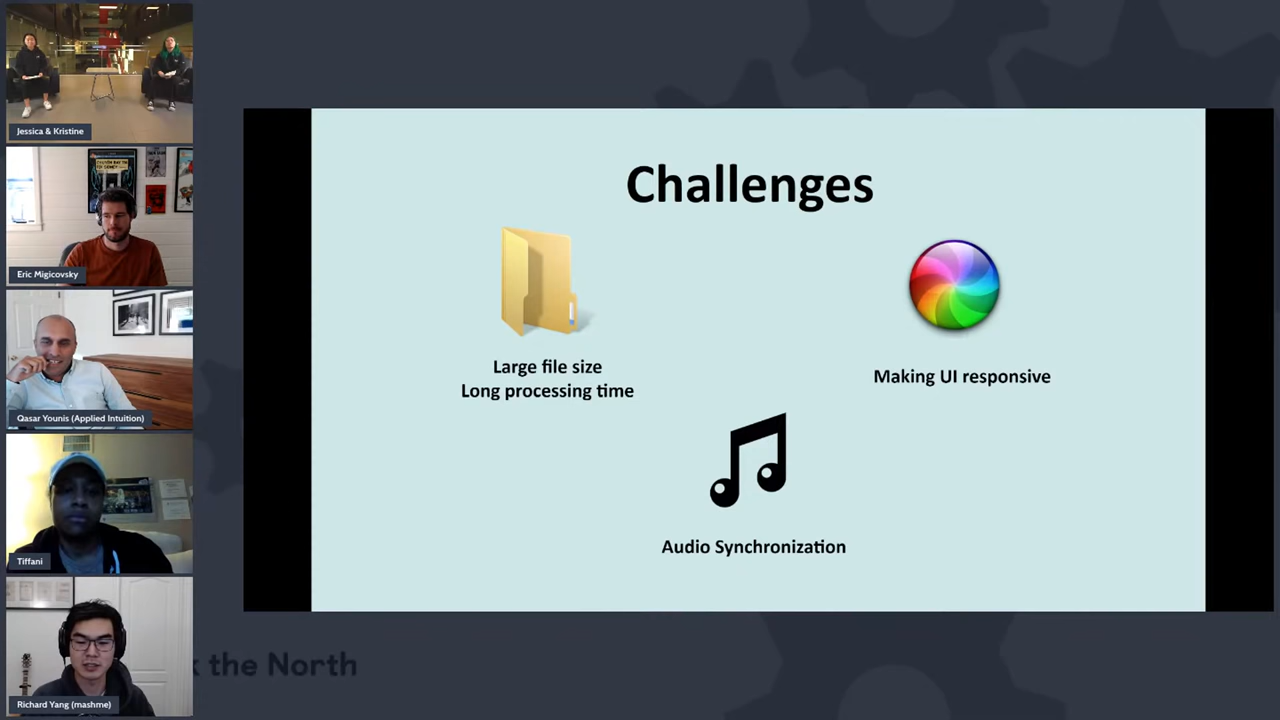 Jessica & Kristine
Eric Migicovsky
Qasar Younis (Applied Intuition)
Tiffani
Richard Yang (mashme)
Challenges
Large file size
Long processing time
Making UI responsive
Audio Synchronization
k the North